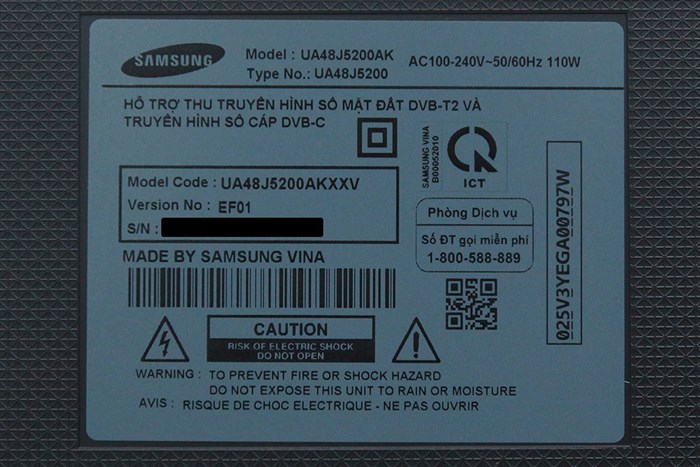 SAMSUNG
Model : UA48J5200AK
Type No.: UA48J5200
AC100-240V~50/60Hz 110W
HỖ TRỢ THU TRUYỀN HÌNH SỐ MẶT ĐẤT DVB-T2 VÀ
TRUYỀN HÌNH SỐ CÁP DVB-C
SAMSUNG VINA
B00052010
ICT
Model Code : UA48J5200AKXXV
Version No : EF01
S/N :
Phòng Dịch vụ
Số ĐT gọi miễn phí
1-800-588-889
025V3YEGA00797W
MADE BY SAMSUNG VINA
CAUTION
RISK OF ELECTRIC SHOCK
DO NOT OPEN
WARNING : TO PREVENT FIRE OR SHOCK HAZARD
DO NOT EXPOSE THIS UNIT TO RAIN OR MOISTURE
AVIS : RISQUE DE CHOC ELECTRIQUE - NE PAS OUVRIR